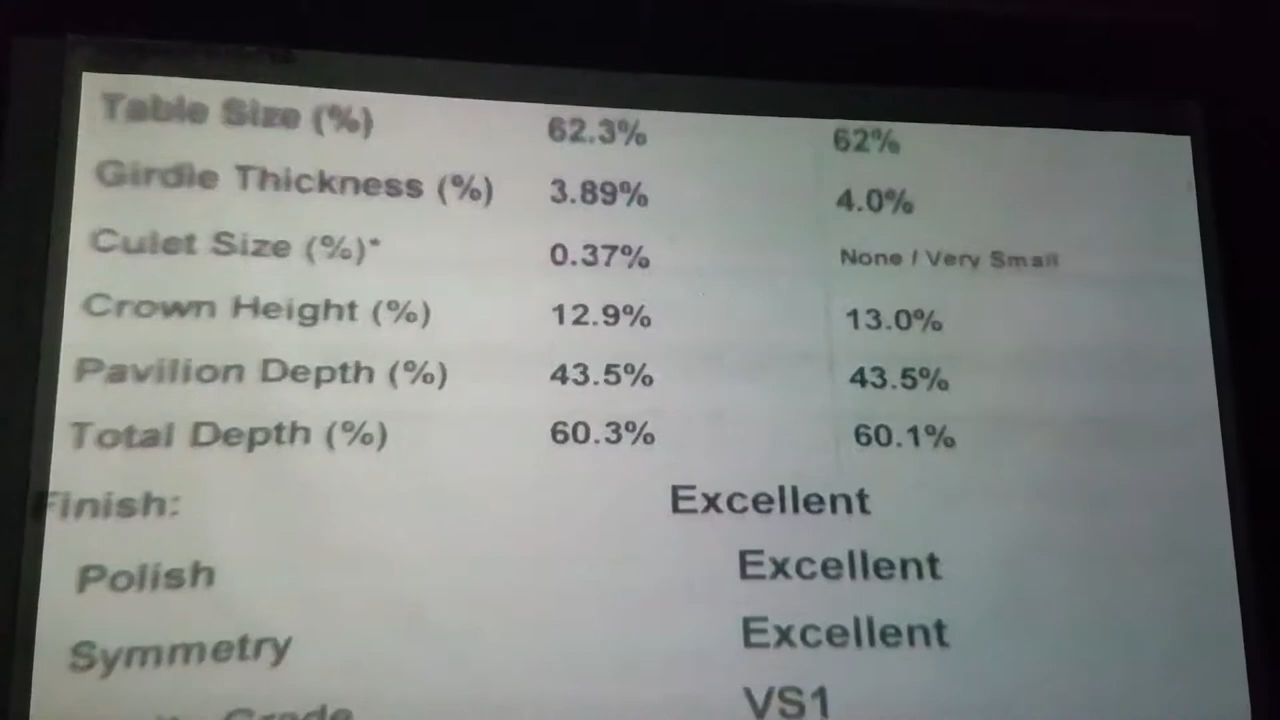 Table Size (%) 62.3% 62%
Girdle Thickness (%) 3.89% 4.0%
Culet Size (%)* 0.37% None / Very Small
Crown Height (%) 12.9% 13.0%
Pavilion Depth (%) 43.5% 43.5%
Total Depth (%) 60.3% 60.1%
Finish: Excellent
Polish Excellent
Symmetry Excellent
Grade VS1